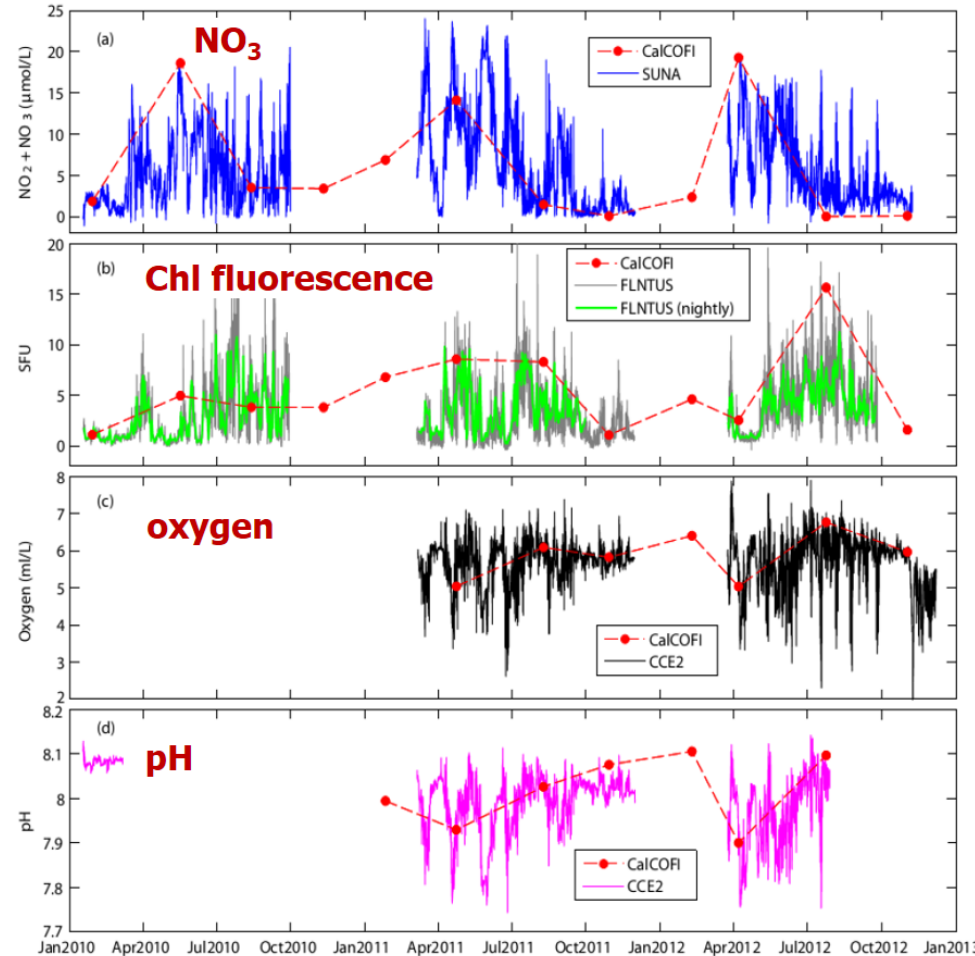 (a)
NO3
NO2 + NO3 (μmol/L)
25
20
15
10
5
0
CalCOFI
SUNA
(b)
Chl fluorescence
SFU
20
15
10
5
0
CalCOFI
FLNTUS
FLNTUS (nightly)
(c)
oxygen
Oxygen (ml/L)
8
7
6
5
4
3
2
CalCOFI
CCE2
(d)
pH
pH
8.2
8.1
8
7.9
7.8
7.7
CalCOFI
CCE2
Jan2010 Apr2010 Jul2010 Oct2010 Jan2011 Apr2011 Jul2011 Oct2011 Jan2012 Apr2012 Jul2012 Oct2012 Jan2013